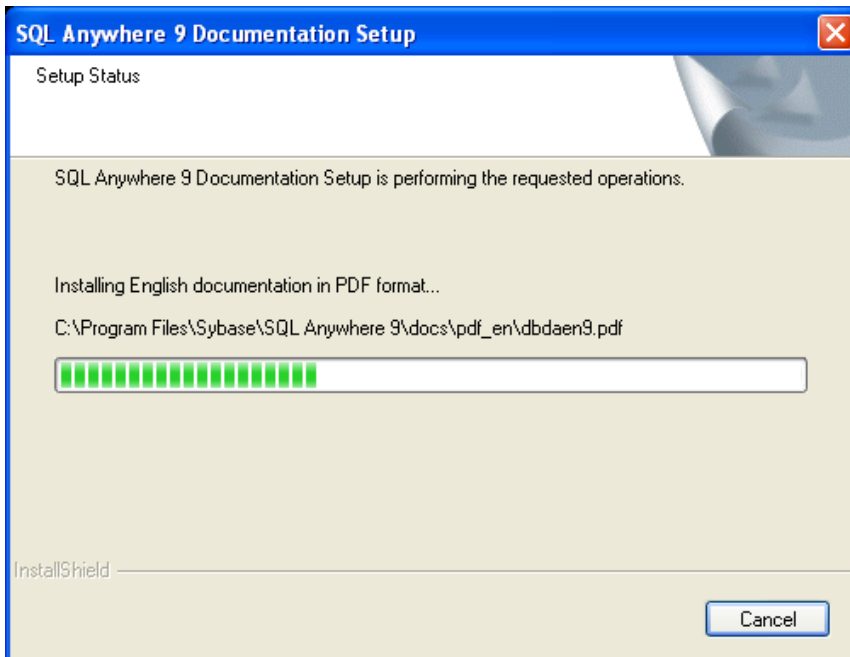 SQL Anywhere 9 Documentation Setup
Setup Status
SQL Anywhere 9 Documentation Setup is performing the requested operations.
Installing English documentation in PDF format...
C:\Program Files\Sybase\SQL Anywhere 9\docs\pdf_en\dbdaen9.pdf
InstallShield
Cancel